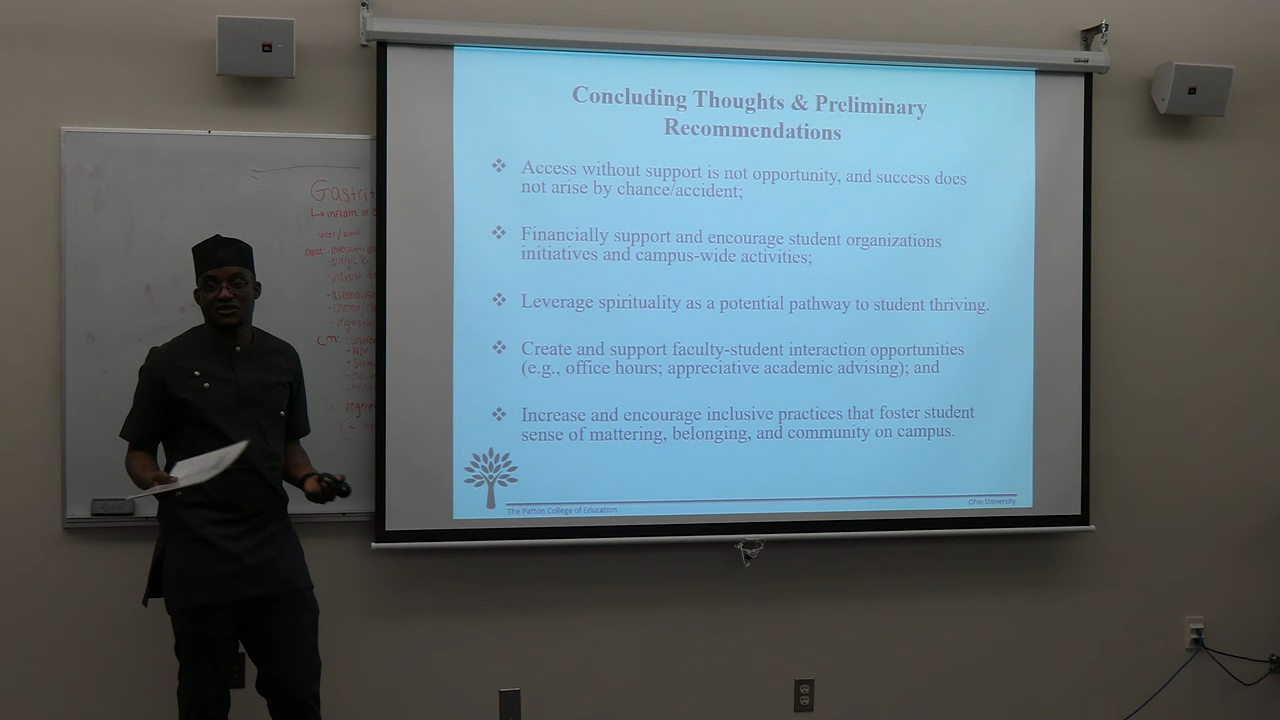 Concluding Thoughts & Preliminary
Recommendations
Access without support is not opportunity, and success does
not arise by chance/accident;
Financially support and encourage student organizations
initiatives and campus-wide activities;
Leverage spirituality as a potential pathway to student thriving.
Create and support faculty-student interaction opportunities
(e.g., office hours; appreciative academic advising); and
Increase and encourage inclusive practices that foster student
sense of mattering, belonging, and community on campus.
The Patton College of Education
Ohio University
Gastrit